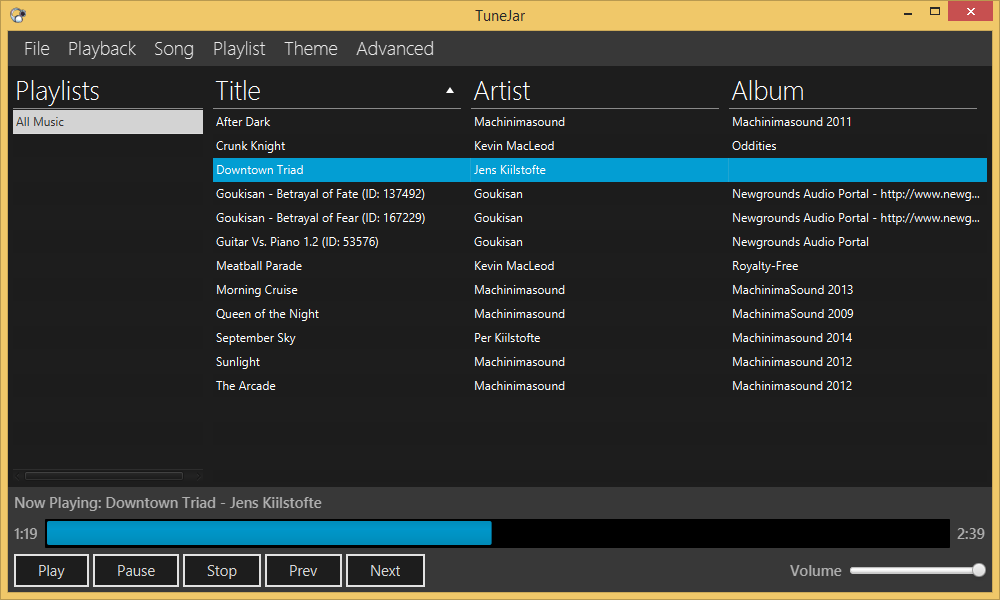 TuneJar
File Playback Song Playlist Theme Advanced
Playlists Title Artist Album
All Music After Dark Machinimasound Machinimasound 2011
Crunk Knight Kevin MacLeod Oddities
Downtown Triad Jens Kiilstofte
Goukisan - Betrayal of Fate (ID: 137492) Goukisan Newgrounds Audio Portal - http://www.newg...
Goukisan - Betrayal of Fear (ID: 167229) Goukisan Newgrounds Audio Portal - http://www.newg...
Guitar Vs. Piano 1.2 (ID: 53576) Goukisan Newgrounds Audio Portal
Meatball Parade Kevin MacLeod Royalty-Free
Morning Cruise Machinimasound MachinimaSound 2013
Queen of the Night Machinimasound MachinimaSound 2009
September Sky Per Kiilstofte Machinimasound 2014
Sunlight Machinimasound Machinimasound 2012
The Arcade Machinimasound Machinimasound 2012
Now Playing: Downtown Triad - Jens Kiilstofte
1:19 2:39
Play Pause Stop Prev Next Volume